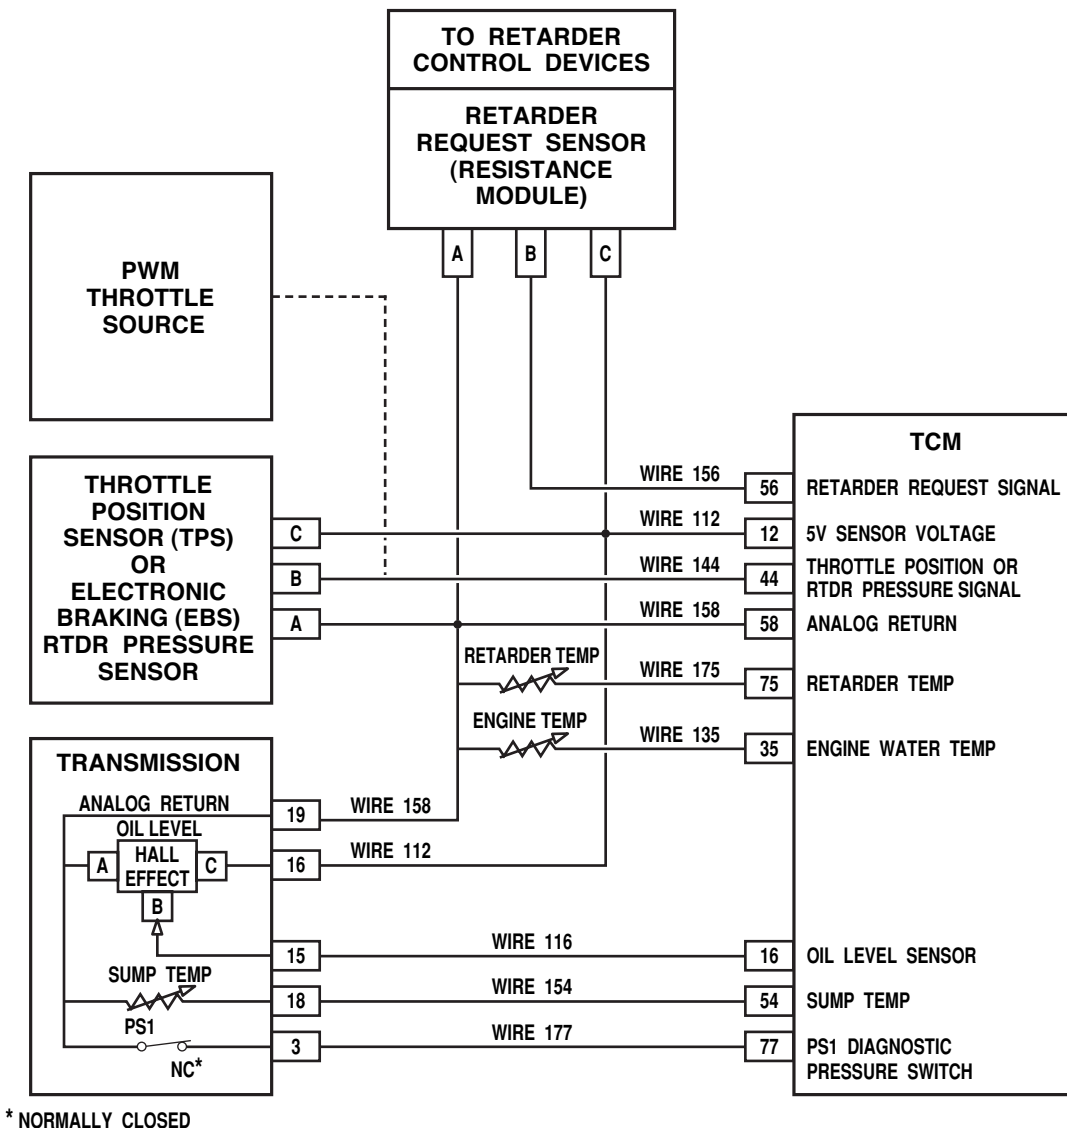 TO RETARDER
CONTROL DEVICES
RETARDER
REQUEST SENSOR
(RESISTANCE
MODULE)
A
B
C
PWM
THROTTLE
SOURCE
THROTTLE
POSITION
SENSOR (TPS)
OR
ELECTRONIC
BRAKING (EBS)
RTDR PRESSURE
SENSOR
C
B
A
TCM
WIRE 156
56
RETARDER REQUEST SIGNAL
WIRE 112
12
5V SENSOR VOLTAGE
WIRE 144
44
THROTTLE POSITION OR
RTDR PRESSURE SIGNAL
WIRE 158
58
ANALOG RETURN
RETARDER TEMP
WIRE 175
75
RETARDER TEMP
ENGINE TEMP
WIRE 135
35
ENGINE WATER TEMP
TRANSMISSION
ANALOG RETURN
19
WIRE 158
OIL LEVEL
A
HALL
EFFECT
C
16
WIRE 112
B
15
WIRE 116
16
OIL LEVEL SENSOR
SUMP TEMP
18
WIRE 154
54
SUMP TEMP
PS1
NC*
3
WIRE 177
77
PS1 DIAGNOSTIC
PRESSURE SWITCH
* NORMALLY CLOSED